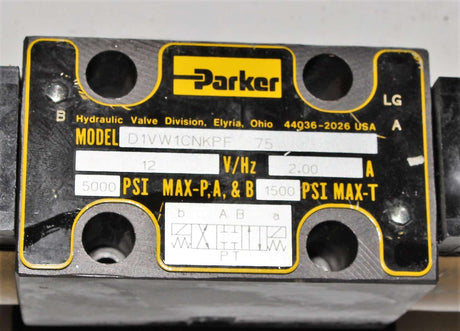 Parker
LG
B
A
Hydraulic Valve Division, Elyria, Ohio 44036-2026 USA
MODEL D1VW1CNKPF 75
12 V/Hz 2.00 A
5000 PSI MAX-P,A, & B 1500 PSI MAX-T
b A B a
P T